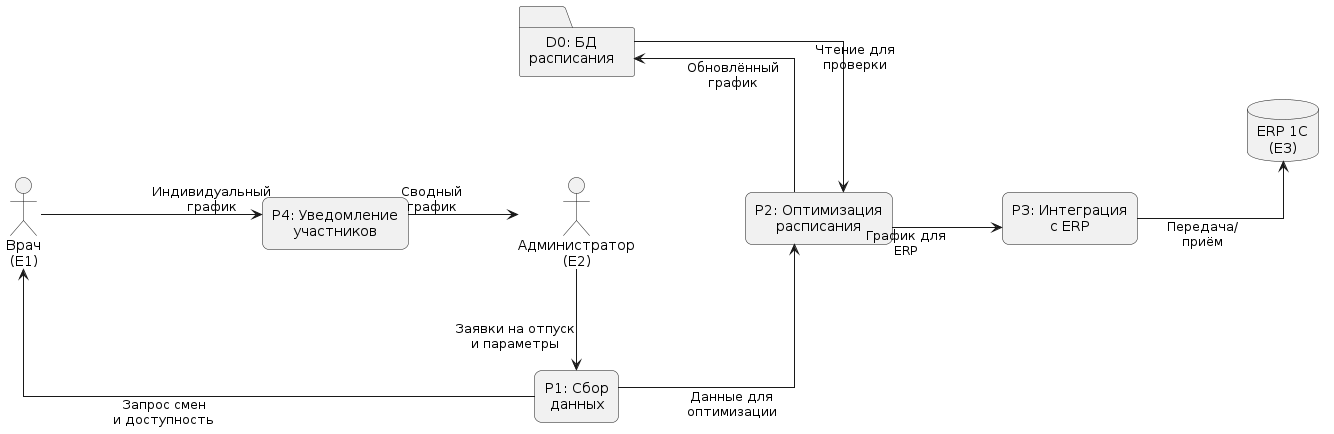 D0: БД
расписания
Чтение для
проверки
Обновлённый
график
ERP 1C
(E3)
Индивидуальный
график
Сводный
график
P4: Уведомление
участников
P2: Оптимизация
расписания
P3: Интеграция
с ERP
График для
ERP
Передача/
приём
Врач
(E1)
Администратор
(E2)
Заявки на отпуск
и параметры
P1: Сбор
данных
Запрос смен
и доступность
Данные для
оптимизации